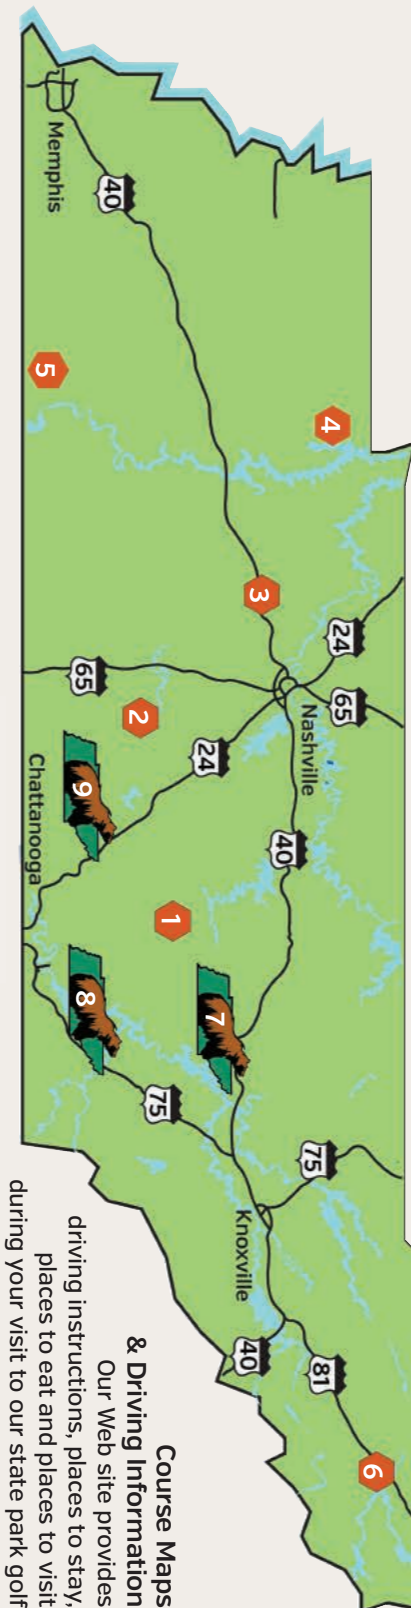 Memphis
40
5
4
3
24
65
65
2
Nashville
24
9
Chattanooga
40
1
8
7
75
75
Knoxville
40
81
6
Course Maps
& Driving Information
Our Web site provides
driving instructions, places to stay,
places to eat and places to visit
during your visit to our state park golf